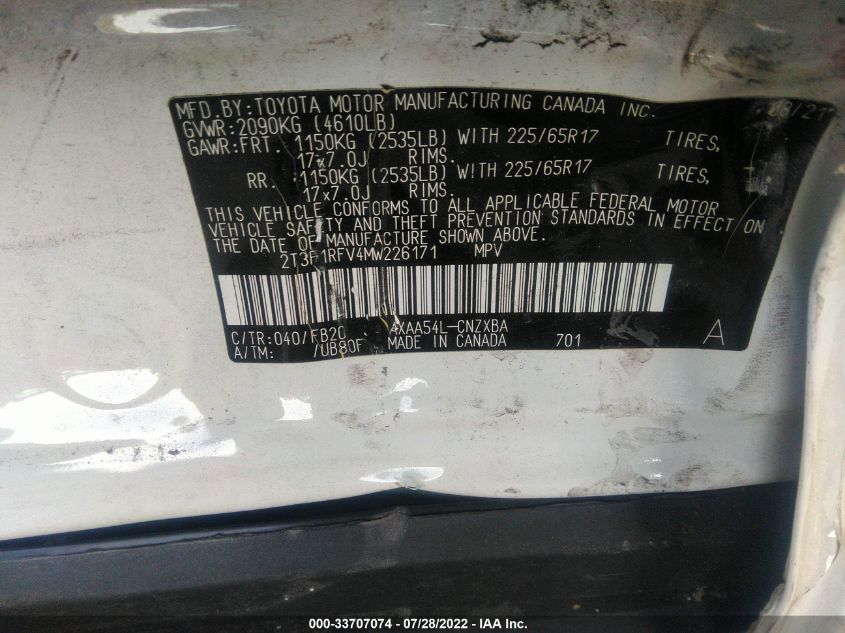 MFD. BY: TOYOTA MOTOR MANUFACTURING CANADA INC. 08/21
GVWR: 2090KG (4610LB)
GAWR: FRT. 1150KG (2535LB) WITH 225/65R17 TIRES,
17x7.0J RIMS.
RR. 1150KG (2535LB) WITH 225/65R17 TIRES,
17x7.0J RIMS.
THIS VEHICLE CONFORMS TO ALL APPLICABLE FEDERAL MOTOR
VEHICLE SAFETY AND THEFT PREVENTION STANDARDS IN EFFECT ON
THE DATE OF MANUFACTURE SHOWN ABOVE.
2T3F1RFV4MW226171 MPV
C/TR: 040/FB20 AXAA54L-CNZXBA
A/TM: /UB80F MADE IN CANADA 701 A
000-33707074 - 07/28/2022 - IAA Inc.